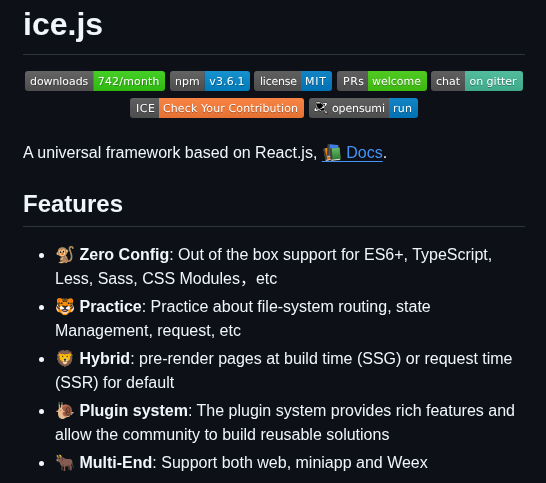 ice.js
downloads 742/month npm v3.6.1 license MIT PRs welcome chat on gitter
ICE Check Your Contribution opensumi run
A universal framework based on React.js, 📚 Docs.
Features
• 🐒 Zero Config: Out of the box support for ES6+, TypeScript,
Less, Sass, CSS Modules，etc
• 🐯 Practice: Practice about file-system routing, state
Management, request, etc
• 🦁 Hybrid: pre-render pages at build time (SSG) or request time
(SSR) for default
• 🐌 Plugin system: The plugin system provides rich features and
allow the community to build reusable solutions
• 🐂 Multi-End: Support both web, miniapp and Weex